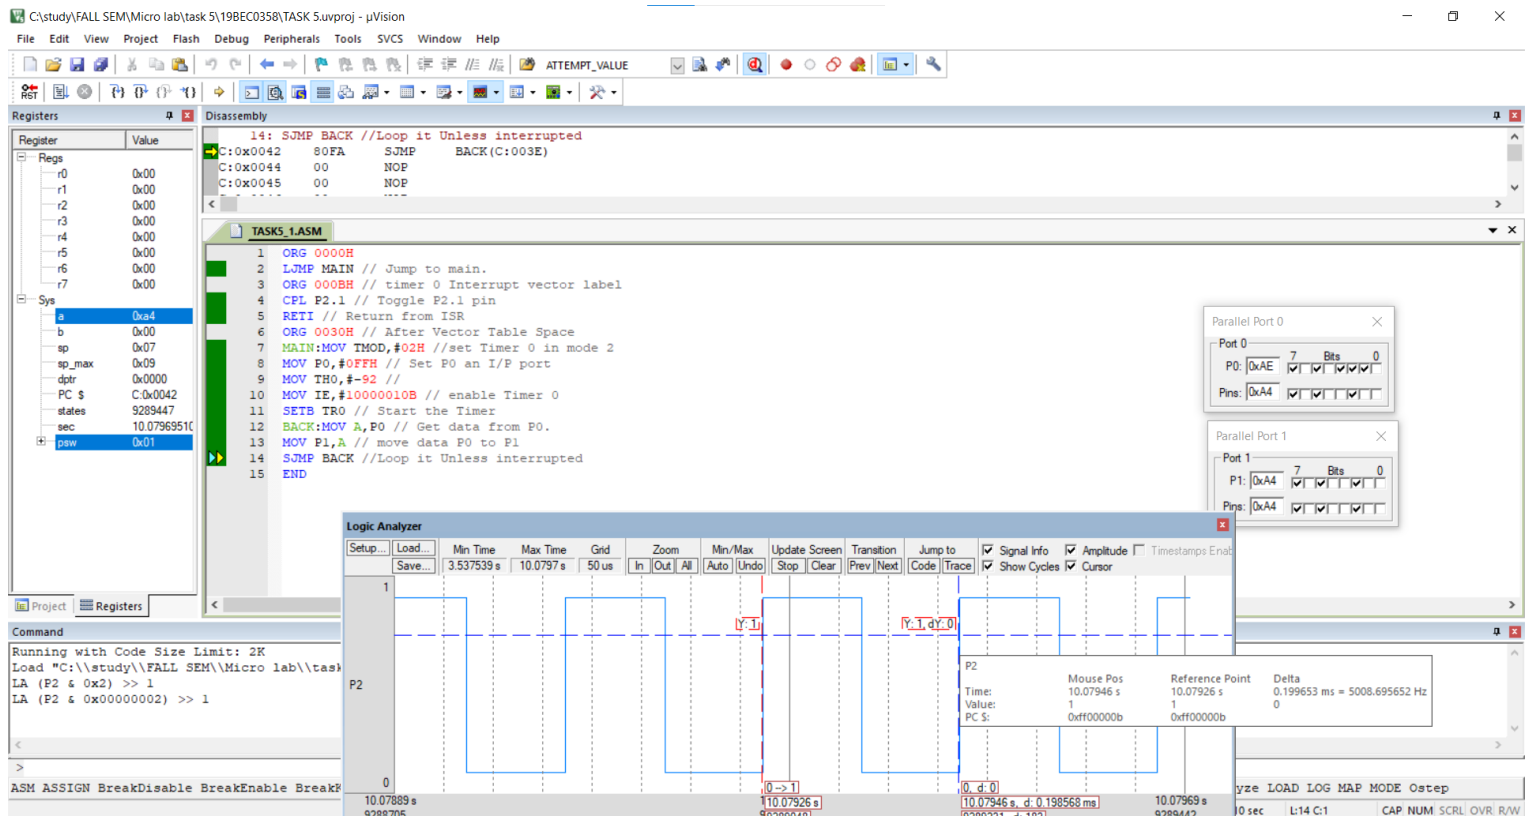 C:\study\FALL SEM\Micro lab\task 5\19BEC0358\TASK 5.uvproj - µVision
File Edit View Project Flash Debug Peripherals Tools SVCS Window Help
ATTEMPT_VALUE
Registers
Register Value
Regs
r0 0x00
r1 0x00
r2 0x00
r3 0x00
r4 0x00
r5 0x00
r6 0x00
r7 0x00
Sys
a 0xa4
b 0x00
sp 0x07
sp_max 0x09
dptr 0x0000
PC $ C:0x0042
states 9289447
sec 10.0796951
psw 0x01
Project Registers
Disassembly
14: SJMP BACK //Loop it Unless interrupted
C:0x0042 80FA SJMP BACK(C:003E)
C:0x0044 00 NOP
C:0x0045 00 NOP
TASK5_1.ASM
1 ORG 0000H
2 LJMP MAIN // Jump to main.
3 ORG 000BH // timer 0 Interrupt vector label
4 CPL P2.1 // Toggle P2.1 pin
5 RETI // Return from ISR
6 ORG 0030H // After Vector Table Space
7 MAIN:MOV TMOD,#02H //set Timer 0 in mode 2
8 MOV P0,#0FFH // Set P0 an I/P port
9 MOV TH0,#-92 //
10 MOV IE,#10000010B // enable Timer 0
11 SETB TR0 // Start the Timer
12 BACK:MOV A,P0 // Get data from P0.
13 MOV P1,A // move data P0 to P1
14 SJMP BACK //Loop it Unless interrupted
15 END
Parallel Port 0
Port 0
7 Bits 0
P0: 0xAE
Pins: 0xA4
Parallel Port 1
Port 1
7 Bits 0
P1: 0xA4
Pins: 0xA4
Logic Analyzer
Setup... Load... Min Time Max Time Grid Zoom Min/Max Update Screen Transition Jump to Signal Info Amplitude Timestamps Enab
Save... 3.537539 s 10.0797 s 50 us In Out All Auto Undo Stop Clear Prev Next Code Trace Show Cycles Cursor
1
Y: 1 Y: 1, dY: 0
P2
P2
Mouse Pos Reference Point Delta
Time: 10.07946 s 10.07926 s 0.199653 ms = 5008.695652 Hz
Value: 1 1 0
PC $: 0xff00000b 0xff00000b
0
0 --> 1 0, d: 0
10.07889 s 10.07926 s 10.07946 s, d: 0.198568 ms 10.07969 s
9288705 9289442
Command
Running with Code Size Limit: 2K
Load "C:\\study\\FALL SEM\\Micro lab\\task
LA (P2 & 0x2) >> 1
LA (P2 & 0x00000002) >> 1
>
ASM ASSIGN BreakDisable BreakEnable BreakK
yze LOAD LOG MAP MODE Ostep
0 sec L:14 C:1 CAP NUM SCRL OVR R/W